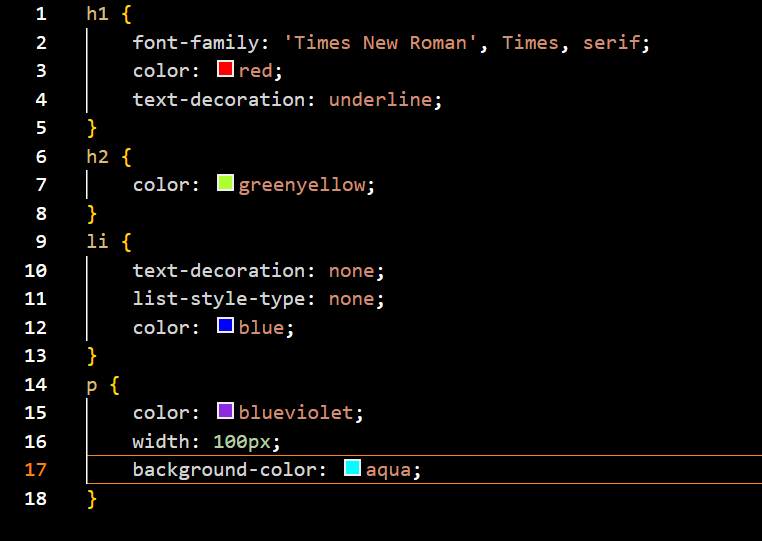 1 h1 {
2 font-family: 'Times New Roman', Times, serif;
3 color: red;
4 text-decoration: underline;
5 }
6 h2 {
7 color: greenyellow;
8 }
9 li {
10 text-decoration: none;
11 list-style-type: none;
12 color: blue;
13 }
14 p {
15 color: blueviolet;
16 width: 100px;
17 background-color: aqua;
18 }